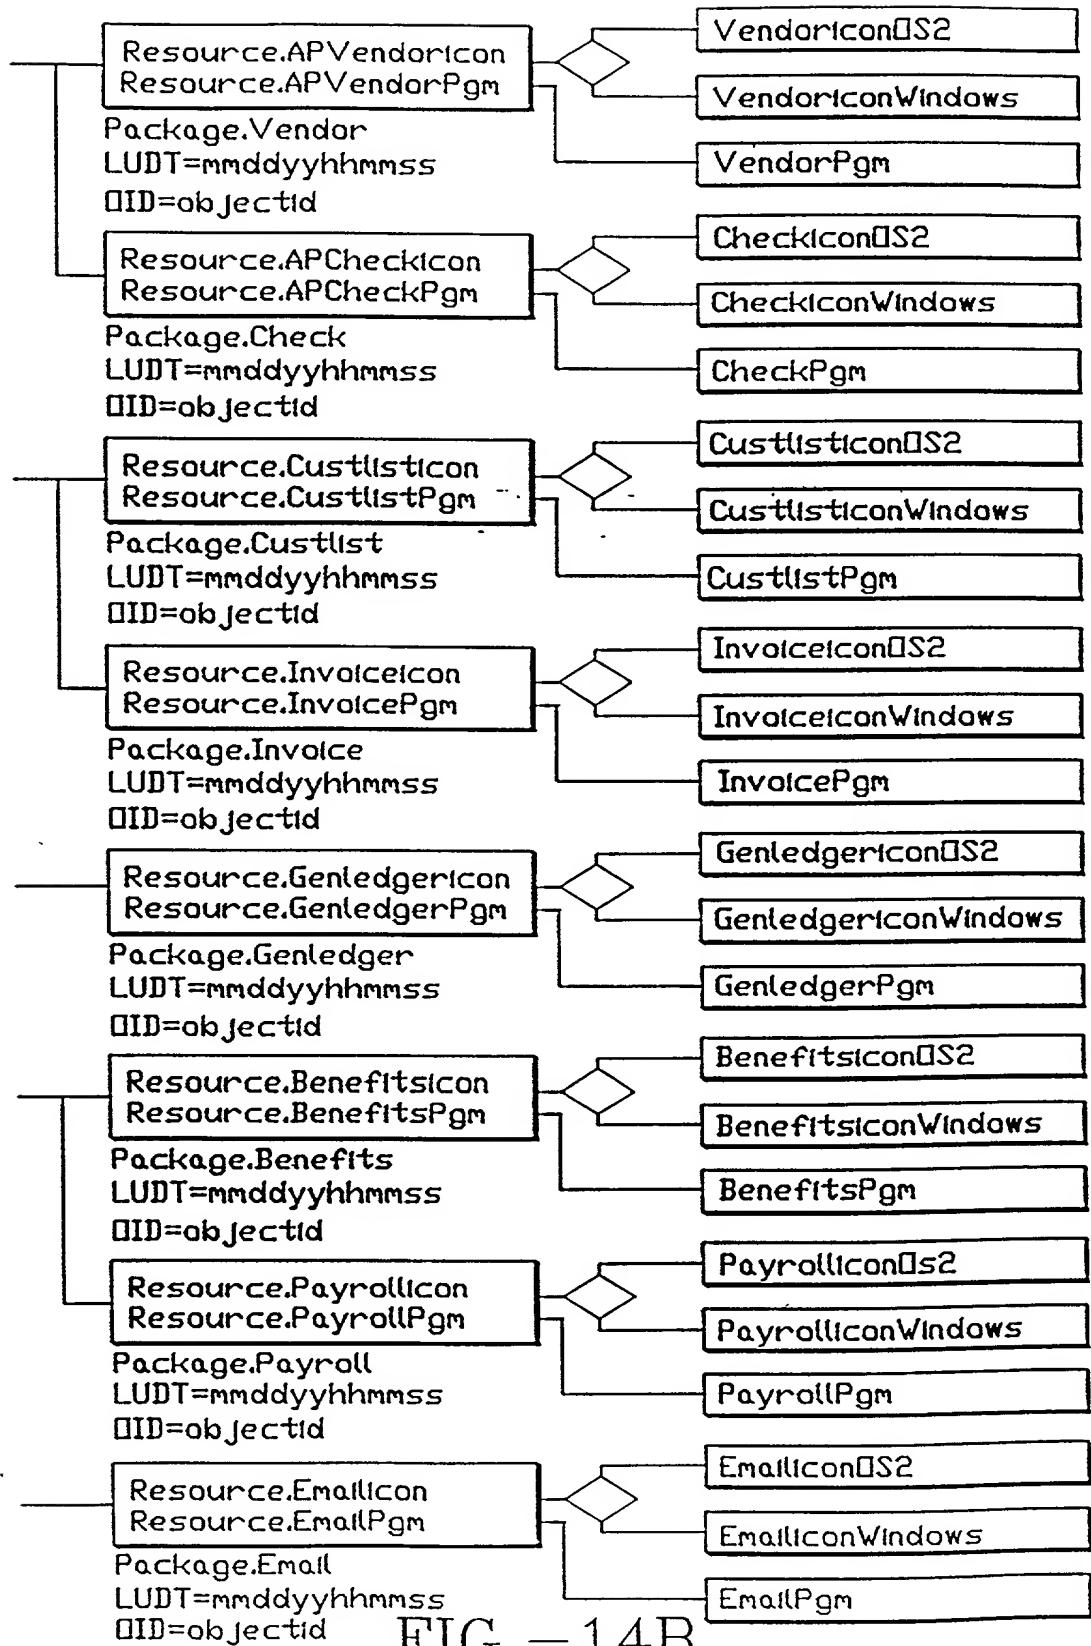 Resource.APVendorIcon
Resource.APVendorPgm
Package.Vendor
LUDT=mmddyyhhmmss
OID=objectid
VendorIconOS2
VendorIconWindows
VendorPgm
Resource.APCheckIcon
Resource.APCheckPgm
Package.Check
LUDT=mmddyyhhmmss
OID=objectid
CheckIconOS2
CheckIconWindows
CheckPgm
Resource.CustlistIcon
Resource.CustlistPgm
Package.Custlist
LUDT=mmddyyhhmmss
OID=objectid
CustlistIconOS2
CustlistIconWindows
CustlistPgm
Resource.InvoiceIcon
Resource.InvoicePgm
Package.Invoice
LUDT=mmddyyhhmmss
OID=objectid
InvoiceIconOS2
InvoiceIconWindows
InvoicePgm
Resource.GenledgerIcon
Resource.GenledgerPgm
Package.Genledger
LUDT=mmddyyhhmmss
OID=objectid
GenledgerIconOS2
GenledgerIconWindows
GenledgerPgm
Resource.BenefitsIcon
Resource.BenefitsPgm
Package.Benefits
LUDT=mmddyyhhmmss
OID=objectid
BenefitsIconOS2
BenefitsIconWindows
BenefitsPgm
Resource.PayrollIcon
Resource.PayrollPgm
Package.Payroll
LUDT=mmddyyhhmmss
OID=objectid
PayrollIconOs2
PayrollIconWindows
PayrollPgm
Resource.EmailIcon
Resource.EmailPgm
Package.Email
LUDT=mmddyyhhmmss
OID=objectid
EmailIconOS2
EmailIconWindows
EmailPgm
FIG.-14B